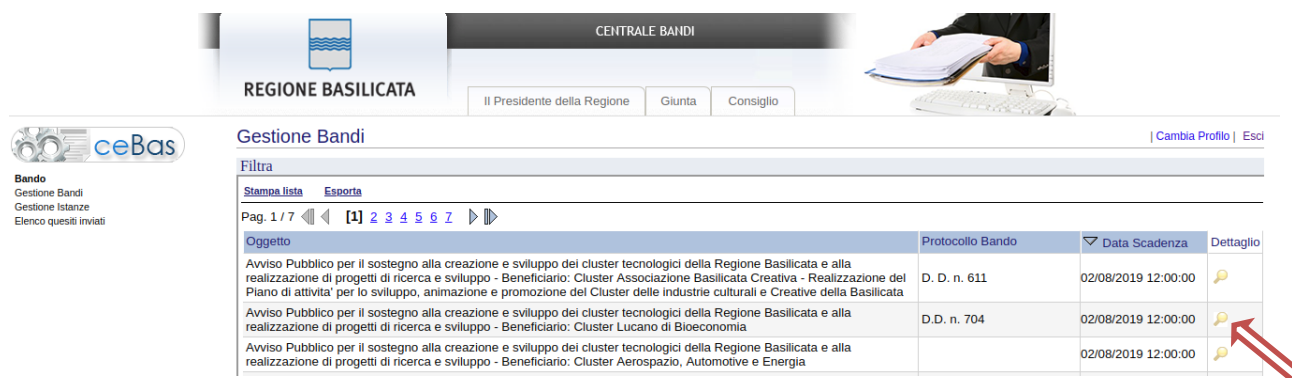 CENTRALE BANDI
REGIONE BASILICATA
Il Presidente della Regione Giunta Consiglio
ceBas
Gestione Bandi | Cambia Profilo | Esci
Filtra
Bando
Gestione Bandi
Gestione Istanze
Elenco quesiti inviati
Stampa lista Esporta
Pag. 1 / 7 [1] 2 3 4 5 6 7
Oggetto Protocollo Bando Data Scadenza Dettaglio
Avviso Pubblico per il sostegno alla creazione e sviluppo dei cluster tecnologici della Regione Basilicata e alla
realizzazione di progetti di ricerca e sviluppo - Beneficiario: Cluster Associazione Basilicata Creativa - Realizzazione del
Piano di attivita' per lo sviluppo, animazione e promozione del Cluster delle industrie culturali e Creative della Basilicata
D. D. n. 611 02/08/2019 12:00:00
Avviso Pubblico per il sostegno alla creazione e sviluppo dei cluster tecnologici della Regione Basilicata e alla
realizzazione di progetti di ricerca e sviluppo - Beneficiario: Cluster Lucano di Bioeconomia
D.D. n. 704 02/08/2019 12:00:00
Avviso Pubblico per il sostegno alla creazione e sviluppo dei cluster tecnologici della Regione Basilicata e alla
realizzazione di progetti di ricerca e sviluppo - Beneficiario: Cluster Aerospazio, Automotive e Energia
02/08/2019 12:00:00